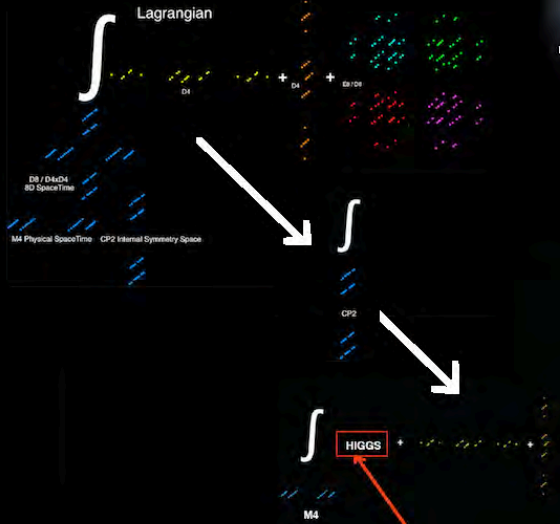 Lagrangian
∫
+
+
D4
D4
E8 / D8
D8 / D4xD4
8D SpaceTime
M4 Physical SpaceTime
CP2 Internal Symmetry Space
∫
CP2
∫
HIGGS + +
M4